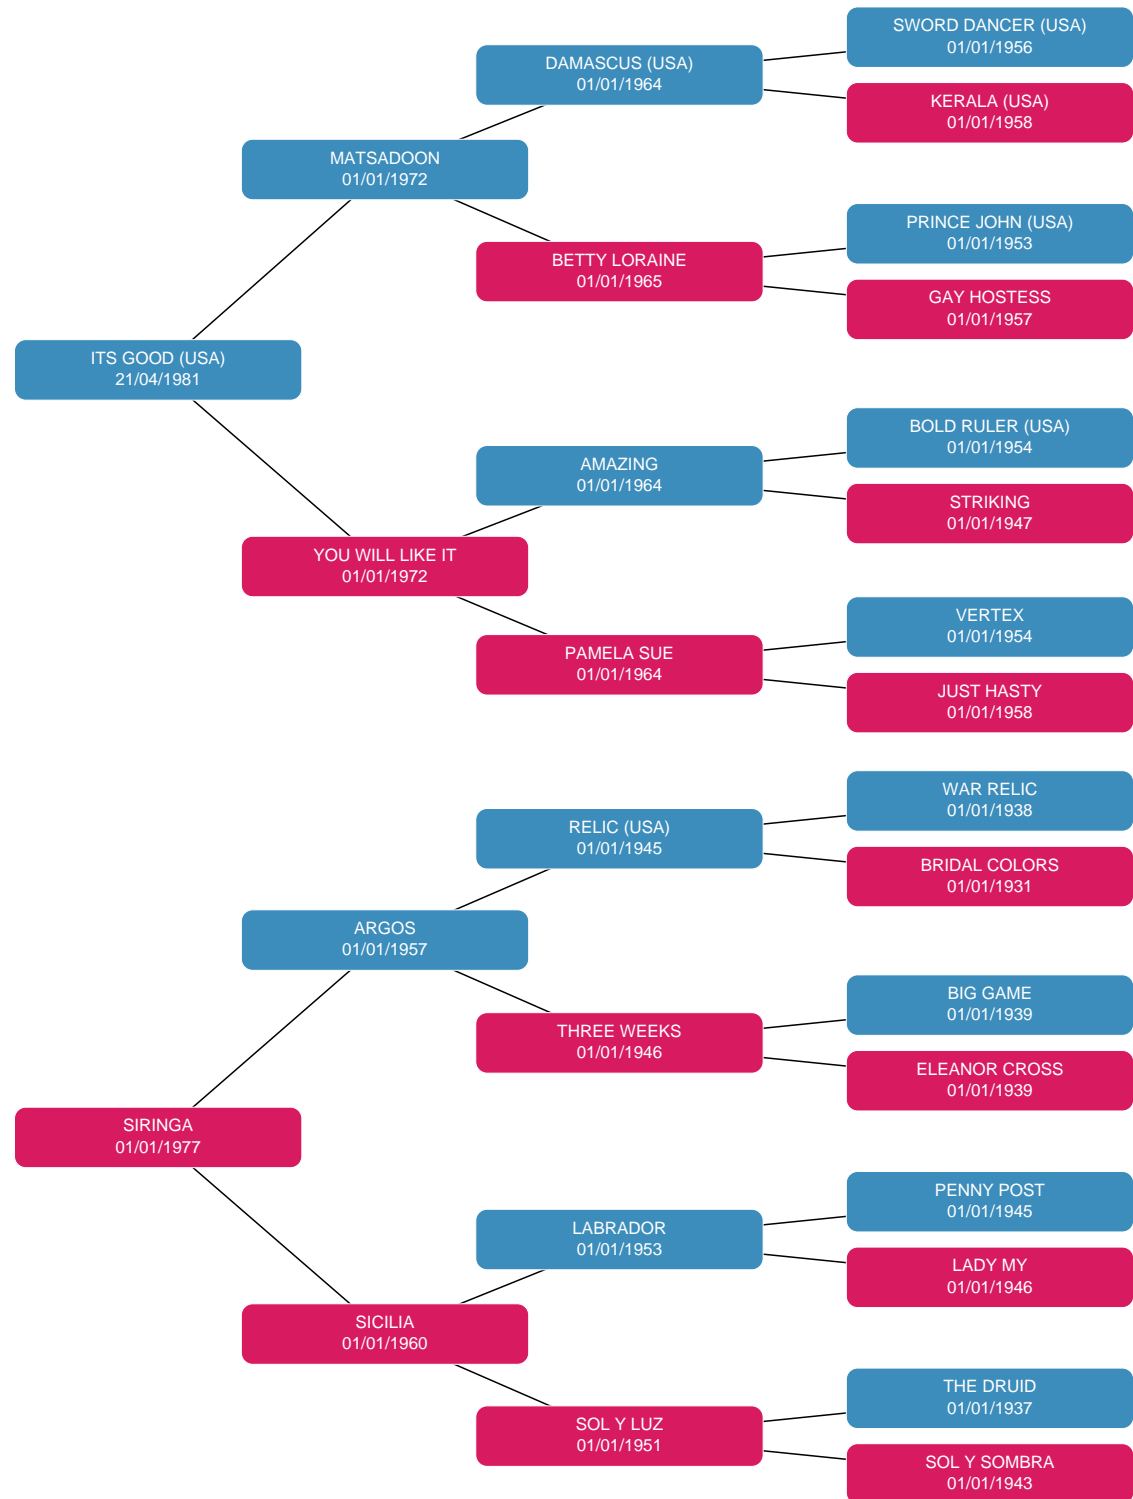 SWORD DANCER (USA)
01/01/1956
DAMASCUS (USA)
01/01/1964
KERALA (USA)
01/01/1958
MATSADOON
01/01/1972
PRINCE JOHN (USA)
01/01/1953
BETTY LORAINE
01/01/1965
GAY HOSTESS
01/01/1957
ITS GOOD (USA)
21/04/1981
BOLD RULER (USA)
01/01/1954
AMAZING
01/01/1964
STRIKING
01/01/1947
YOU WILL LIKE IT
01/01/1972
VERTEX
01/01/1954
PAMELA SUE
01/01/1964
JUST HASTY
01/01/1958
WAR RELIC
01/01/1938
RELIC (USA)
01/01/1945
BRIDAL COLORS
01/01/1931
ARGOS
01/01/1957
BIG GAME
01/01/1939
THREE WEEKS
01/01/1946
ELEANOR CROSS
01/01/1939
SIRINGA
01/01/1977
PENNY POST
01/01/1945
LABRADOR
01/01/1953
LADY MY
01/01/1946
SICILIA
01/01/1960
THE DRUID
01/01/1937
SOL Y LUZ
01/01/1951
SOL Y SOMBRA
01/01/1943